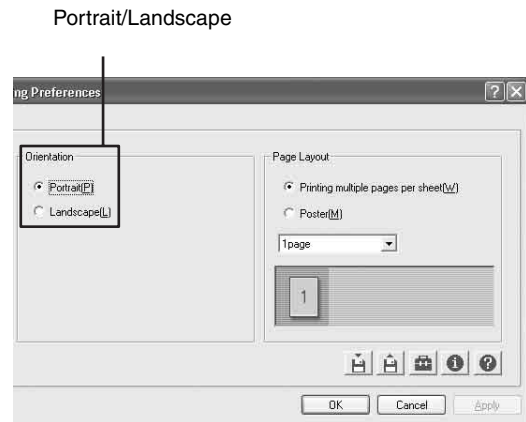 Portrait/Landscape
ng Preferences
Orientation
Portrait(P)
Landscape(L)
Page Layout
Printing multiple pages per sheet(W)
Poster(M)
1page
1
OK
Cancel
Apply